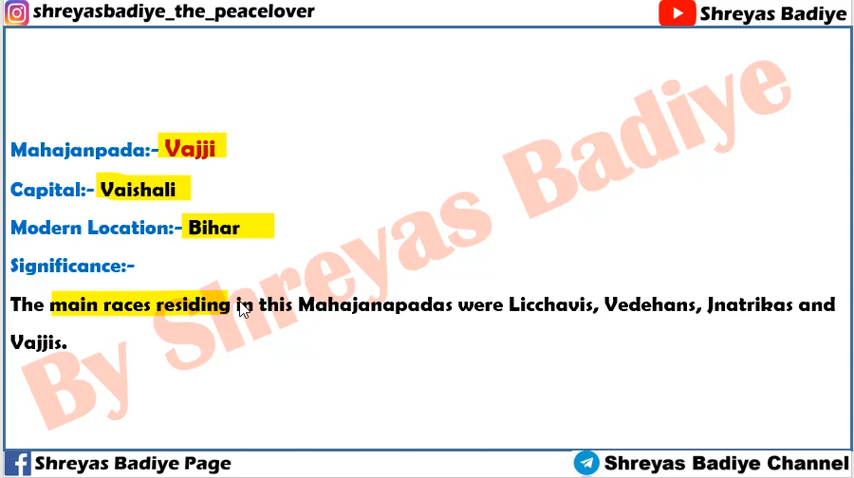 shreyasbadiye_the_peacelover
Shreyas Badiye
Mahajanpada:- Vajji
Capital:- Vaishali
Modern Location:- Bihar
Significance:-
The main races residing in this Mahajanapadas were Licchavis, Vedehans, Jnatrikas and
Vajjis.
By Shreyas Badiye
Shreyas Badiye Page
Shreyas Badiye Channel